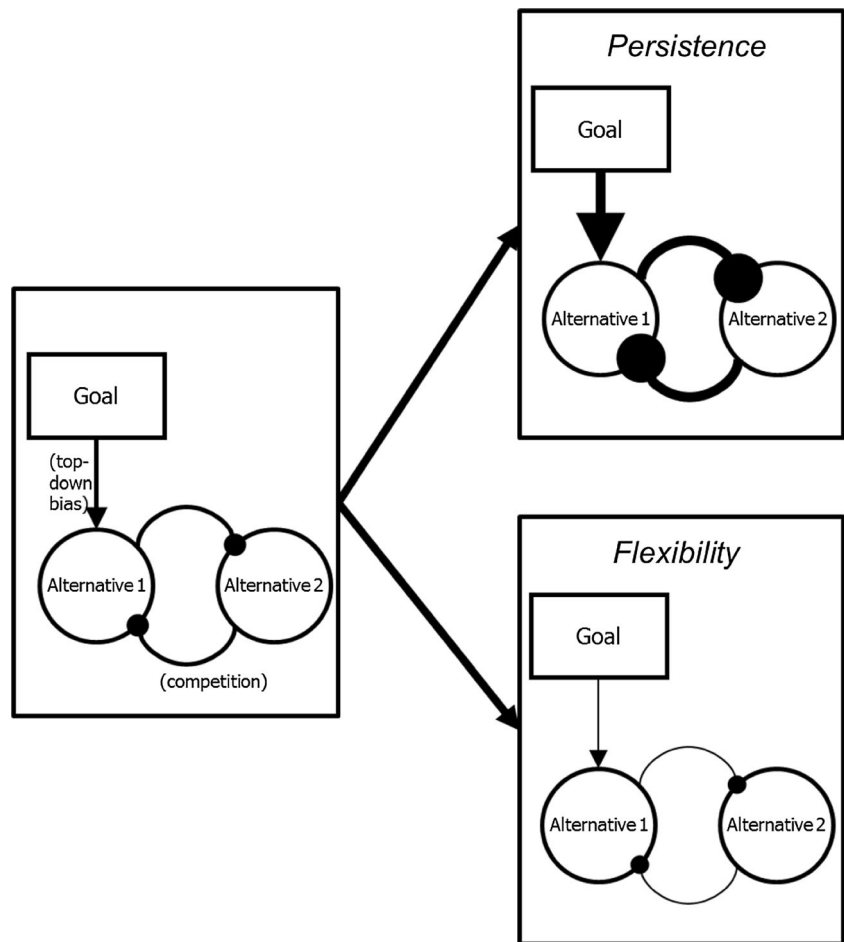 Goal
(top-
down
bias)
Alternative 1
Alternative 2
(competition)
Persistence
Goal
Alternative 1
Alternative 2
Flexibility
Goal
Alternative 1
Alternative 2